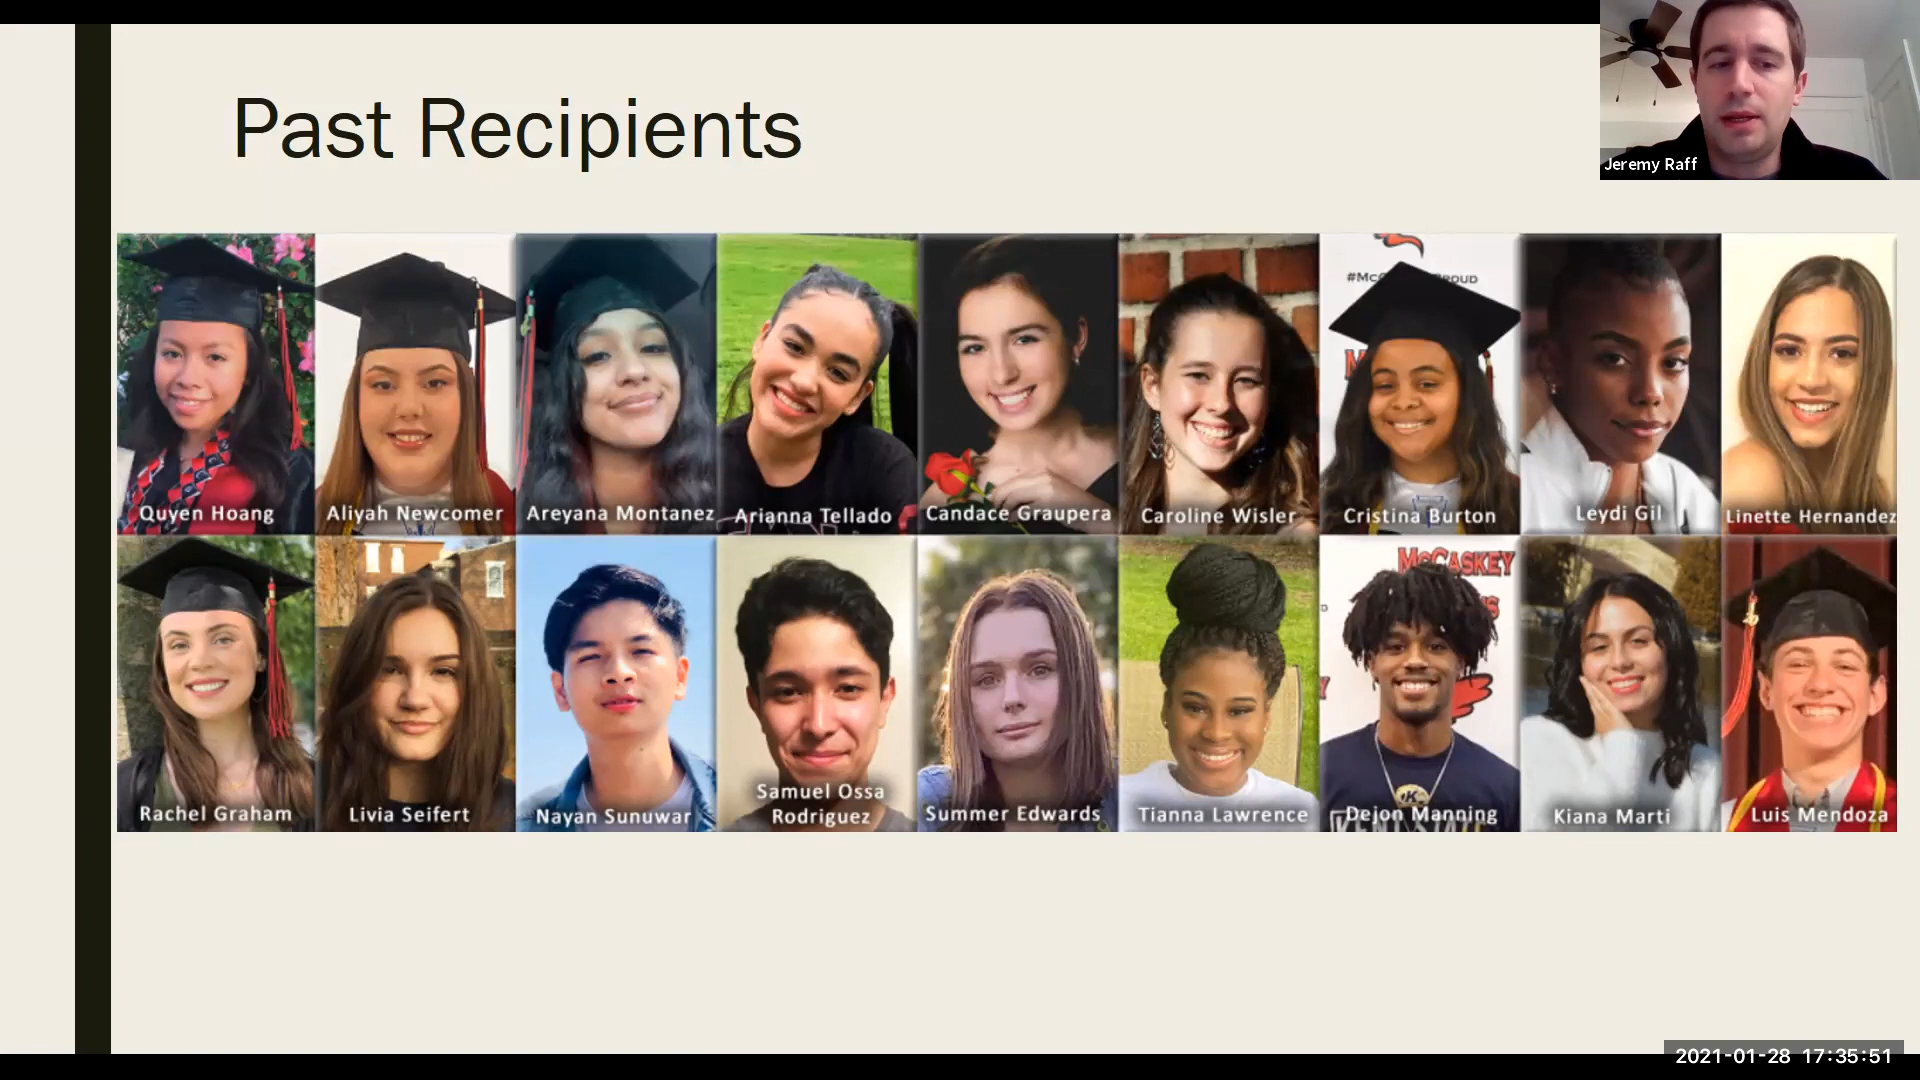 Past Recipients
Jeremy Raff
#McC
ROUD
Quyen Hoang
Aliyah Newcomer
Areyana Montanez
Arianna Tellado
Candace Graupera
Caroline Wisler
Cristina Burton
Leydi Gil
Linette Hernandez
McCASKEY
Rachel Graham
Livia Seifert
Nayan Sunuwar
Samuel Ossa
Rodriguez
Summer Edwards
Tianna Lawrence
Dejon Manning
Kiana Marti
Luis Mendoza
2021-01-28 17:35:51